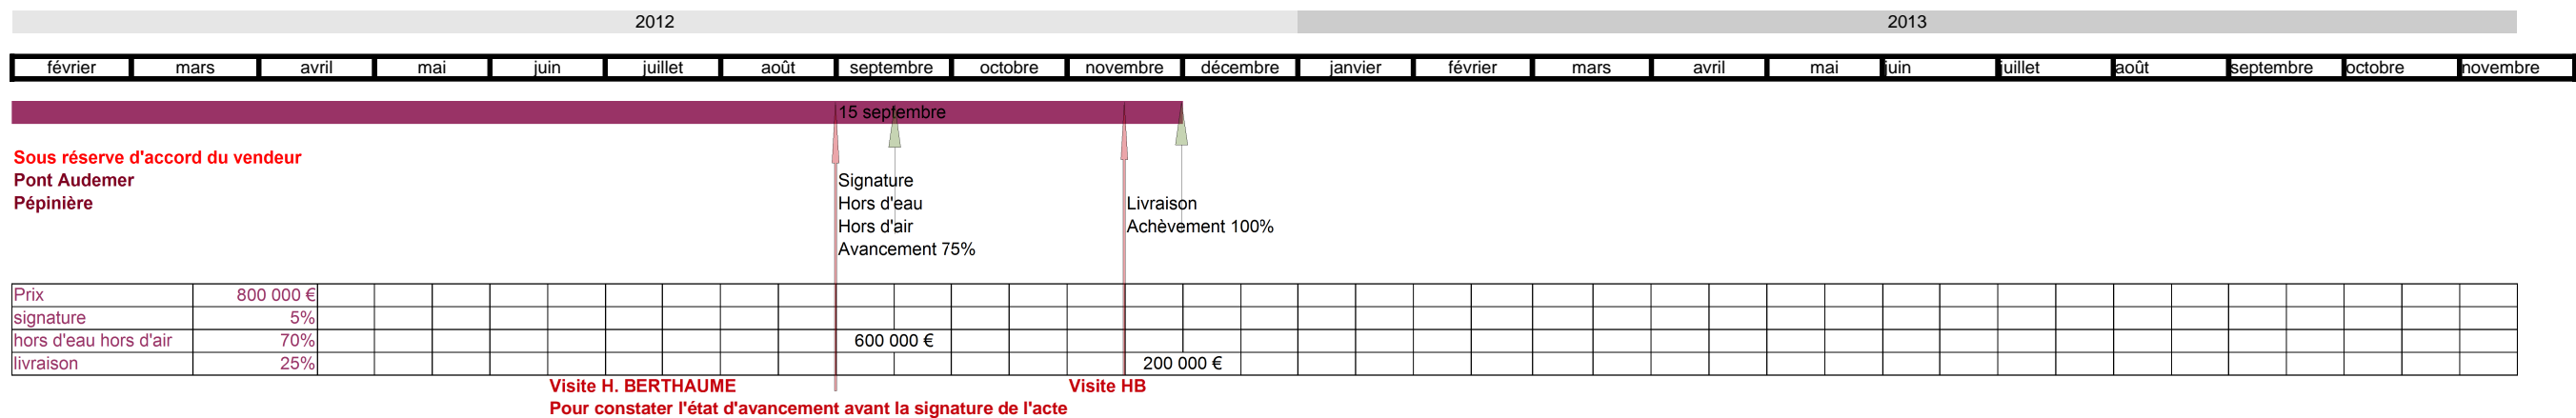 2012 2013
février mars avril mai juin juillet août septembre octobre novembre décembre janvier février mars avril mai juin juillet août septembre octobre novembre
15 septembre
Sous réserve d'accord du vendeur
Pont Audemer Signature
Pépinière Hors d'eau Livraison
Hors d'air Achèvement 100%
Avancement 75%
Prix 800 000 €
signature 5%
hors d'eau hors d'air 70% 600 000 €
livraison 25% 200 000 €
Visite H. BERTHAUME Visite HB
Pour constater l'état d'avancement avant la signature de l'acte